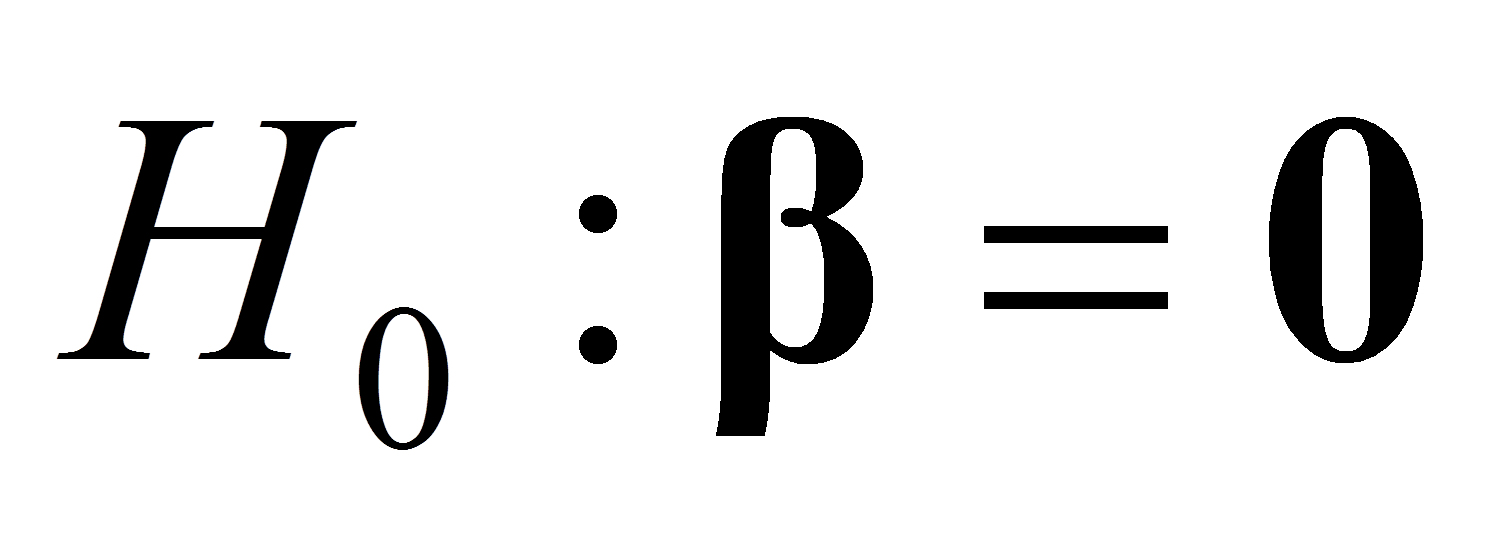 H₀ : β = 0